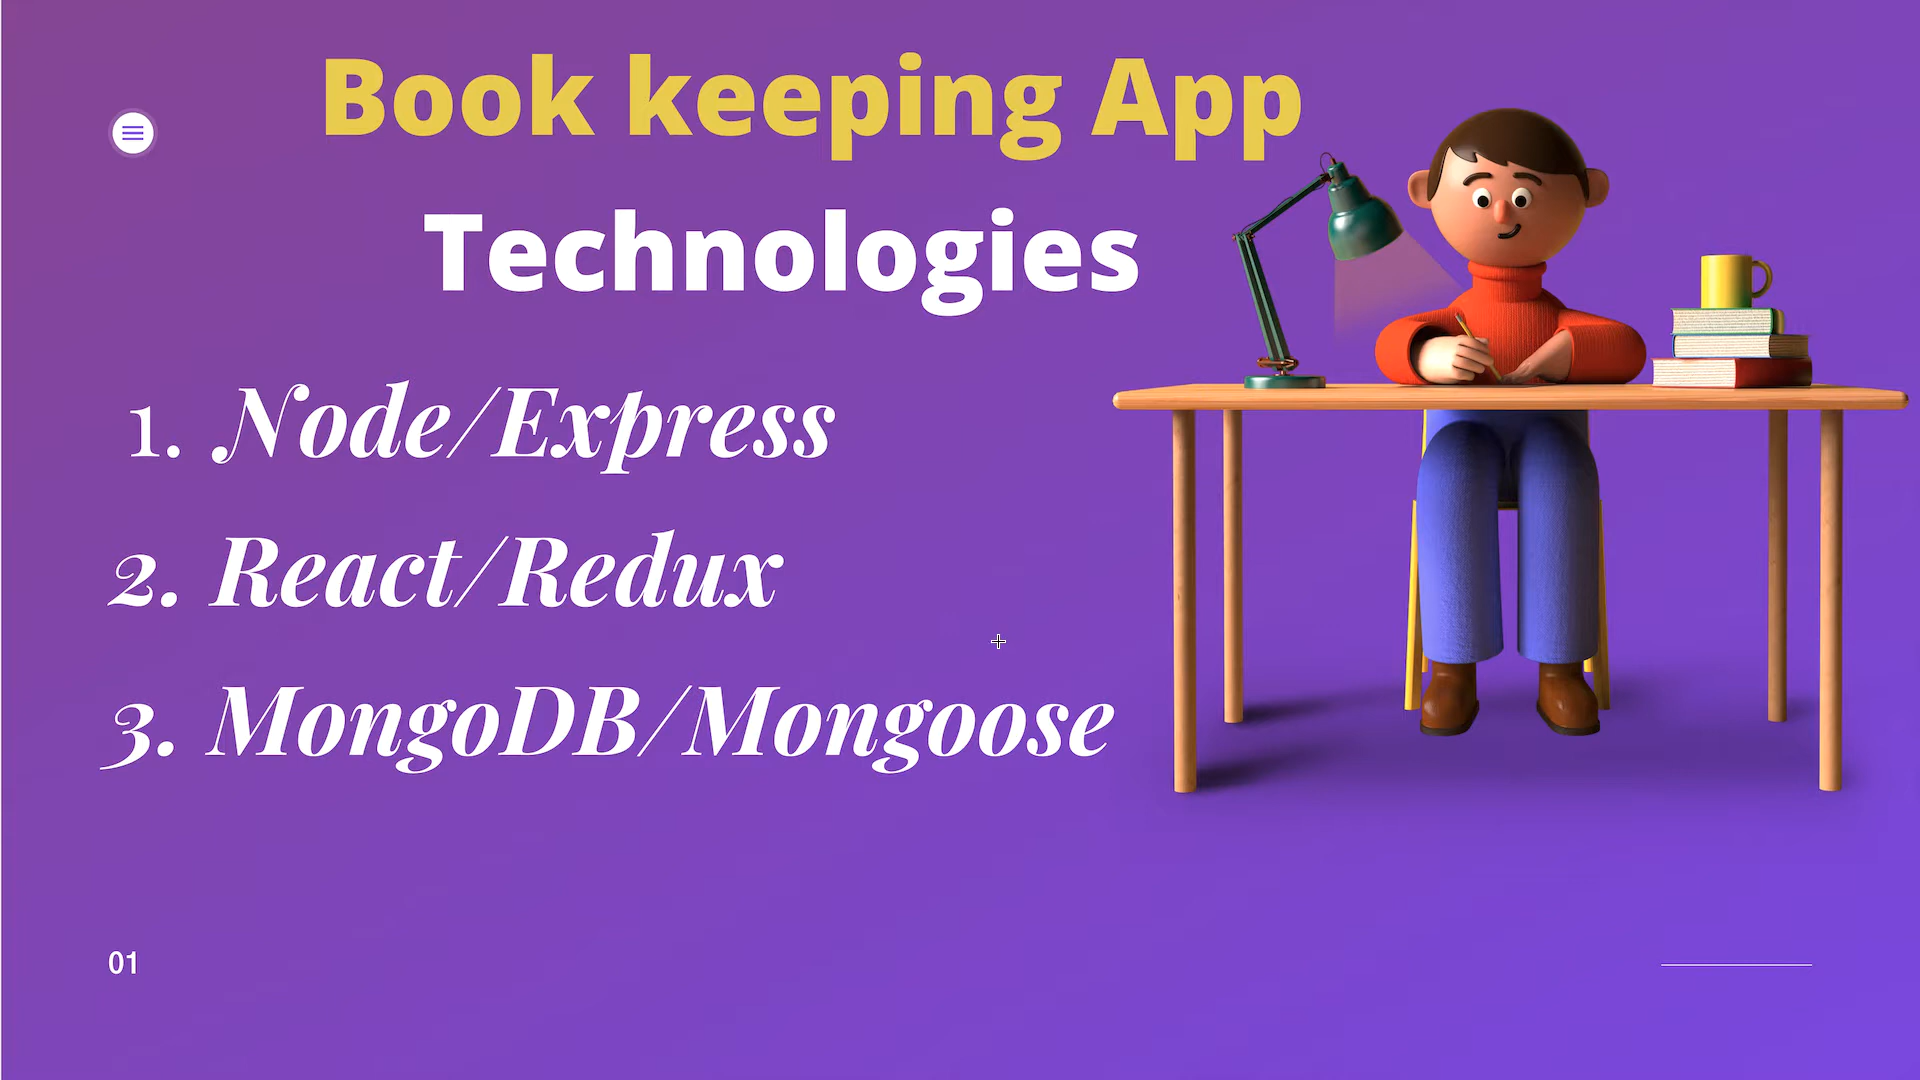 Book keeping App
Technologies
1. Node/Express
2. React/Redux
3. MongoDB/Mongoose
01